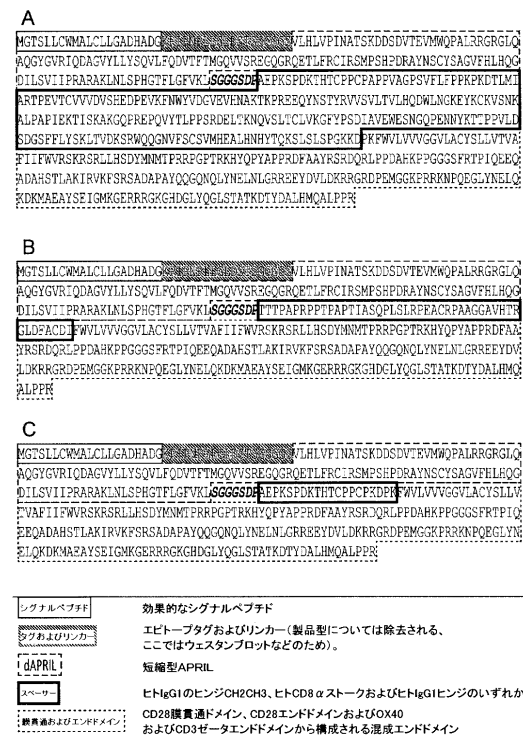 A
MGTSLLCWMALCLLGADHADG VLHLVPINATSKDDSDVTEVMWQPALRRGRGLQ
AQGYGVRIQDAGVYLLYSQVLFQDVTFTMGQVVSREGQGRQETLFRCIRSMPSHPDRAYNSCYSAGVFHLHQG
DILSVIIPRARAKLNLSPHGTFLGFVKLSGGGSDPAEPKSPDKTHTCPPCPAPPVAGPSVFLFPPKPKDTLMI
ARTPEVTCVVVDVSHEDPEVKFNWYVDGVEVHNAKTKPREEQYNSTYRVVSVLTVLHQDWLNGKEYKCKVSNK
ALPAPIEKTISKAKGQPREPQVYTLPPSRDELTKNQVSLTCLVKGFYPSDIAVEWESNGQPENNYKTTPPVLD
SDGSFFLYSKLTVDKSRWQQGNVFSCSVMHEALHNHYTQKSLSLSPGKKDPKFWVLVVVGGVLACYSLLVTVA
FIIFWVRSKRSRLLHSDYMNMTPRRPGPTRKHYQPYAPPRDFAAYRSRDQRLPPDAHKPPGGGSFRTPIQEEQ
ADAHSTLAKIRVKFSRSADAPAYQQGQNQLYNELNLGRREEYDVLDKRRGRDPEMGGKPRRKNPQEGLYNELQ
KDKMAEAYSEIGMKGERRRGKGHDGLYQGLSTATKDTYDALHMQALPPR
B
MGTSLLCWMALCLLGADHADG VLHLVPINATSKDDSDVTEVMWQPALRRGRGLQ
AQGYGVRIQDAGVYLLYSQVLFQDVTFTMGQVVSREGQGRQETLFRCIRSMPSHPDRAYNSCYSAGVFHLHQG
DILSVIIPRARAKLNLSPHGTFLGFVKLSGGGSDPTTTPAPRPPTPAPTIASQPLSLRPEACRPAAGGAVHTR
GLDFACDIFWVLVVVGGVLACYSLLVTVAFIIFWVRSKRSRLLHSDYMNMTPRRPGPTRKHYQPYAPPRDFAA
YRSRDQRLPPDAHKPPGGGSFRTPIQEEQADAHSTLAKIRVKFSRSADAPAYQQGQNQLYNELNLGRREEYDV
LDKRRGRDPEMGGKPRRKNPQEGLYNELQKDKMAEAYSEIGMKGERRRGKGHDGLYQGLSTATKDTYDALHMQ
ALPPR
C
MGTSLLCWMALCLLGADHADG VLHLVPINATSKDDSDVTEVMWQPALRRGRGLQ
AQGYGVRIQDAGVYLLYSQVLFQDVTFTMGQVVSREGQGRQETLFRCIRSMPSHPDRAYNSCYSAGVFHLHQG
DILSVIIPRARAKLNLSPHGTFLGFVKLSGGGSDPAEPKSPDKTHTCPPCPKDPKFWVLVVVGGVLACYSLLV
TVAFIIFWVRSKRSRLLHSDYMNMTPRRPGPTRKHYQPYAPPRDFAAYRSRDQRLPPDAHKPPGGGSFRTPIQ
EEQADAHSTLAKIRVKFSRSADAPAYQQGQNQLYNELNLGRREEYDVLDKRRGRDPEMGGKPRRKNPQEGLYN
ELQKDKMAEAYSEIGMKGERRRGKGHDGLYQGLSTATKDTYDALHMQALPPR
シグナルペプチド 効果的なシグナルペプチド
タグおよびリンカー エピトープタグおよびリンカー(製品型については除去される、
ここではウェスタンブロットなどのため)。
dAPRIL 短縮型APRIL
スペーサー ヒトIgG1のヒンジCH2CH3、ヒトCD8αストークおよびヒトIgG1ヒンジのいずれか
膜貫通およびエンドドメイン CD28膜貫通ドメイン、CD28エンドドメインおよびOX40
およびCD3ゼータエンドドメインから構成される混成エンドドメイン